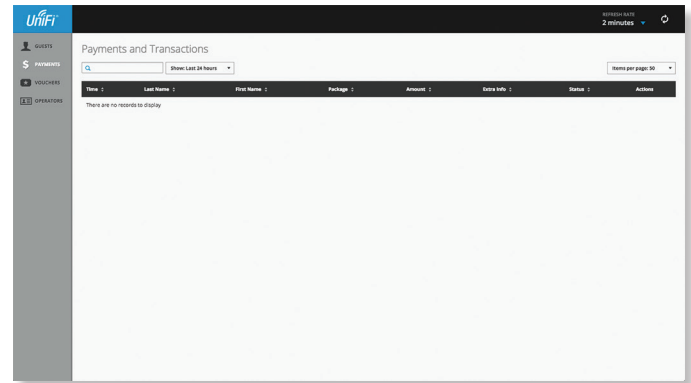 UniFi
REFRESH RATE
2 minutes
GUESTS
PAYMENTS
VOUCHERS
OPERATORS
Payments and Transactions
Show: Last 24 hours
Items per page: 50
Time Last Name First Name Package Amount Extra Info Status Actions
There are no records to display